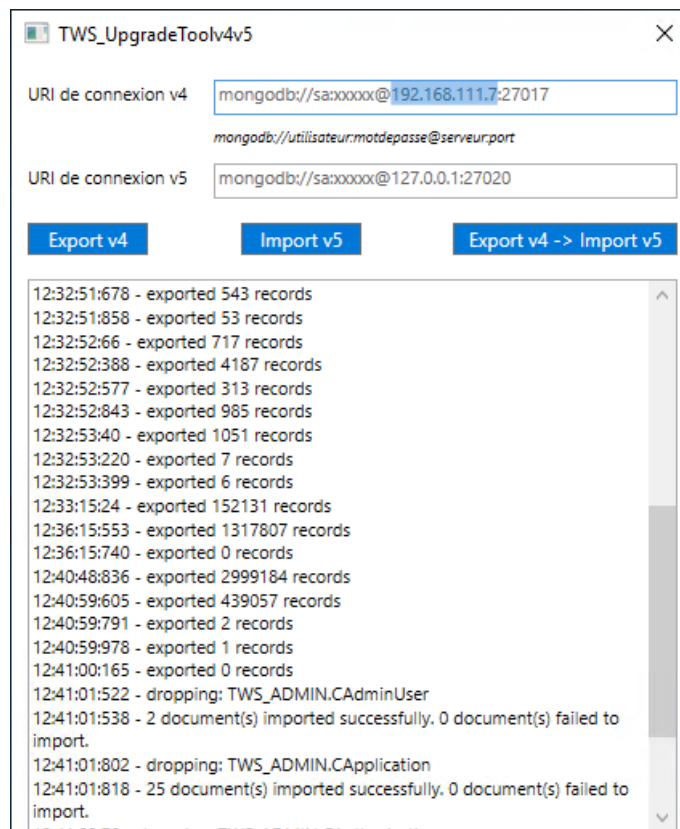 TWS_UpgradeToolv4v5
URI de connexion v4
mongodb://sa:xxxxx@192.168.111.7:27017
mongodb://utilisateur:motdepasse@serveur:port
URI de connexion v5
mongodb://sa:xxxxx@127.0.0.1:27020
Export v4
Import v5
Export v4 -> Import v5
12:32:51:678 - exported 543 records
12:32:51:858 - exported 53 records
12:32:52:66 - exported 717 records
12:32:52:388 - exported 4187 records
12:32:52:577 - exported 313 records
12:32:52:843 - exported 985 records
12:32:53:40 - exported 1051 records
12:32:53:220 - exported 7 records
12:32:53:399 - exported 6 records
12:33:15:24 - exported 152131 records
12:36:15:553 - exported 1317807 records
12:36:15:740 - exported 0 records
12:40:48:836 - exported 2999184 records
12:40:59:605 - exported 439057 records
12:40:59:791 - exported 2 records
12:40:59:978 - exported 1 records
12:41:00:165 - exported 0 records
12:41:01:522 - dropping: TWS_ADMIN.CAdminUser
12:41:01:538 - 2 document(s) imported successfully. 0 document(s) failed to
import.
12:41:01:802 - dropping: TWS_ADMIN.CApplication
12:41:01:818 - 25 document(s) imported successfully. 0 document(s) failed to
import.